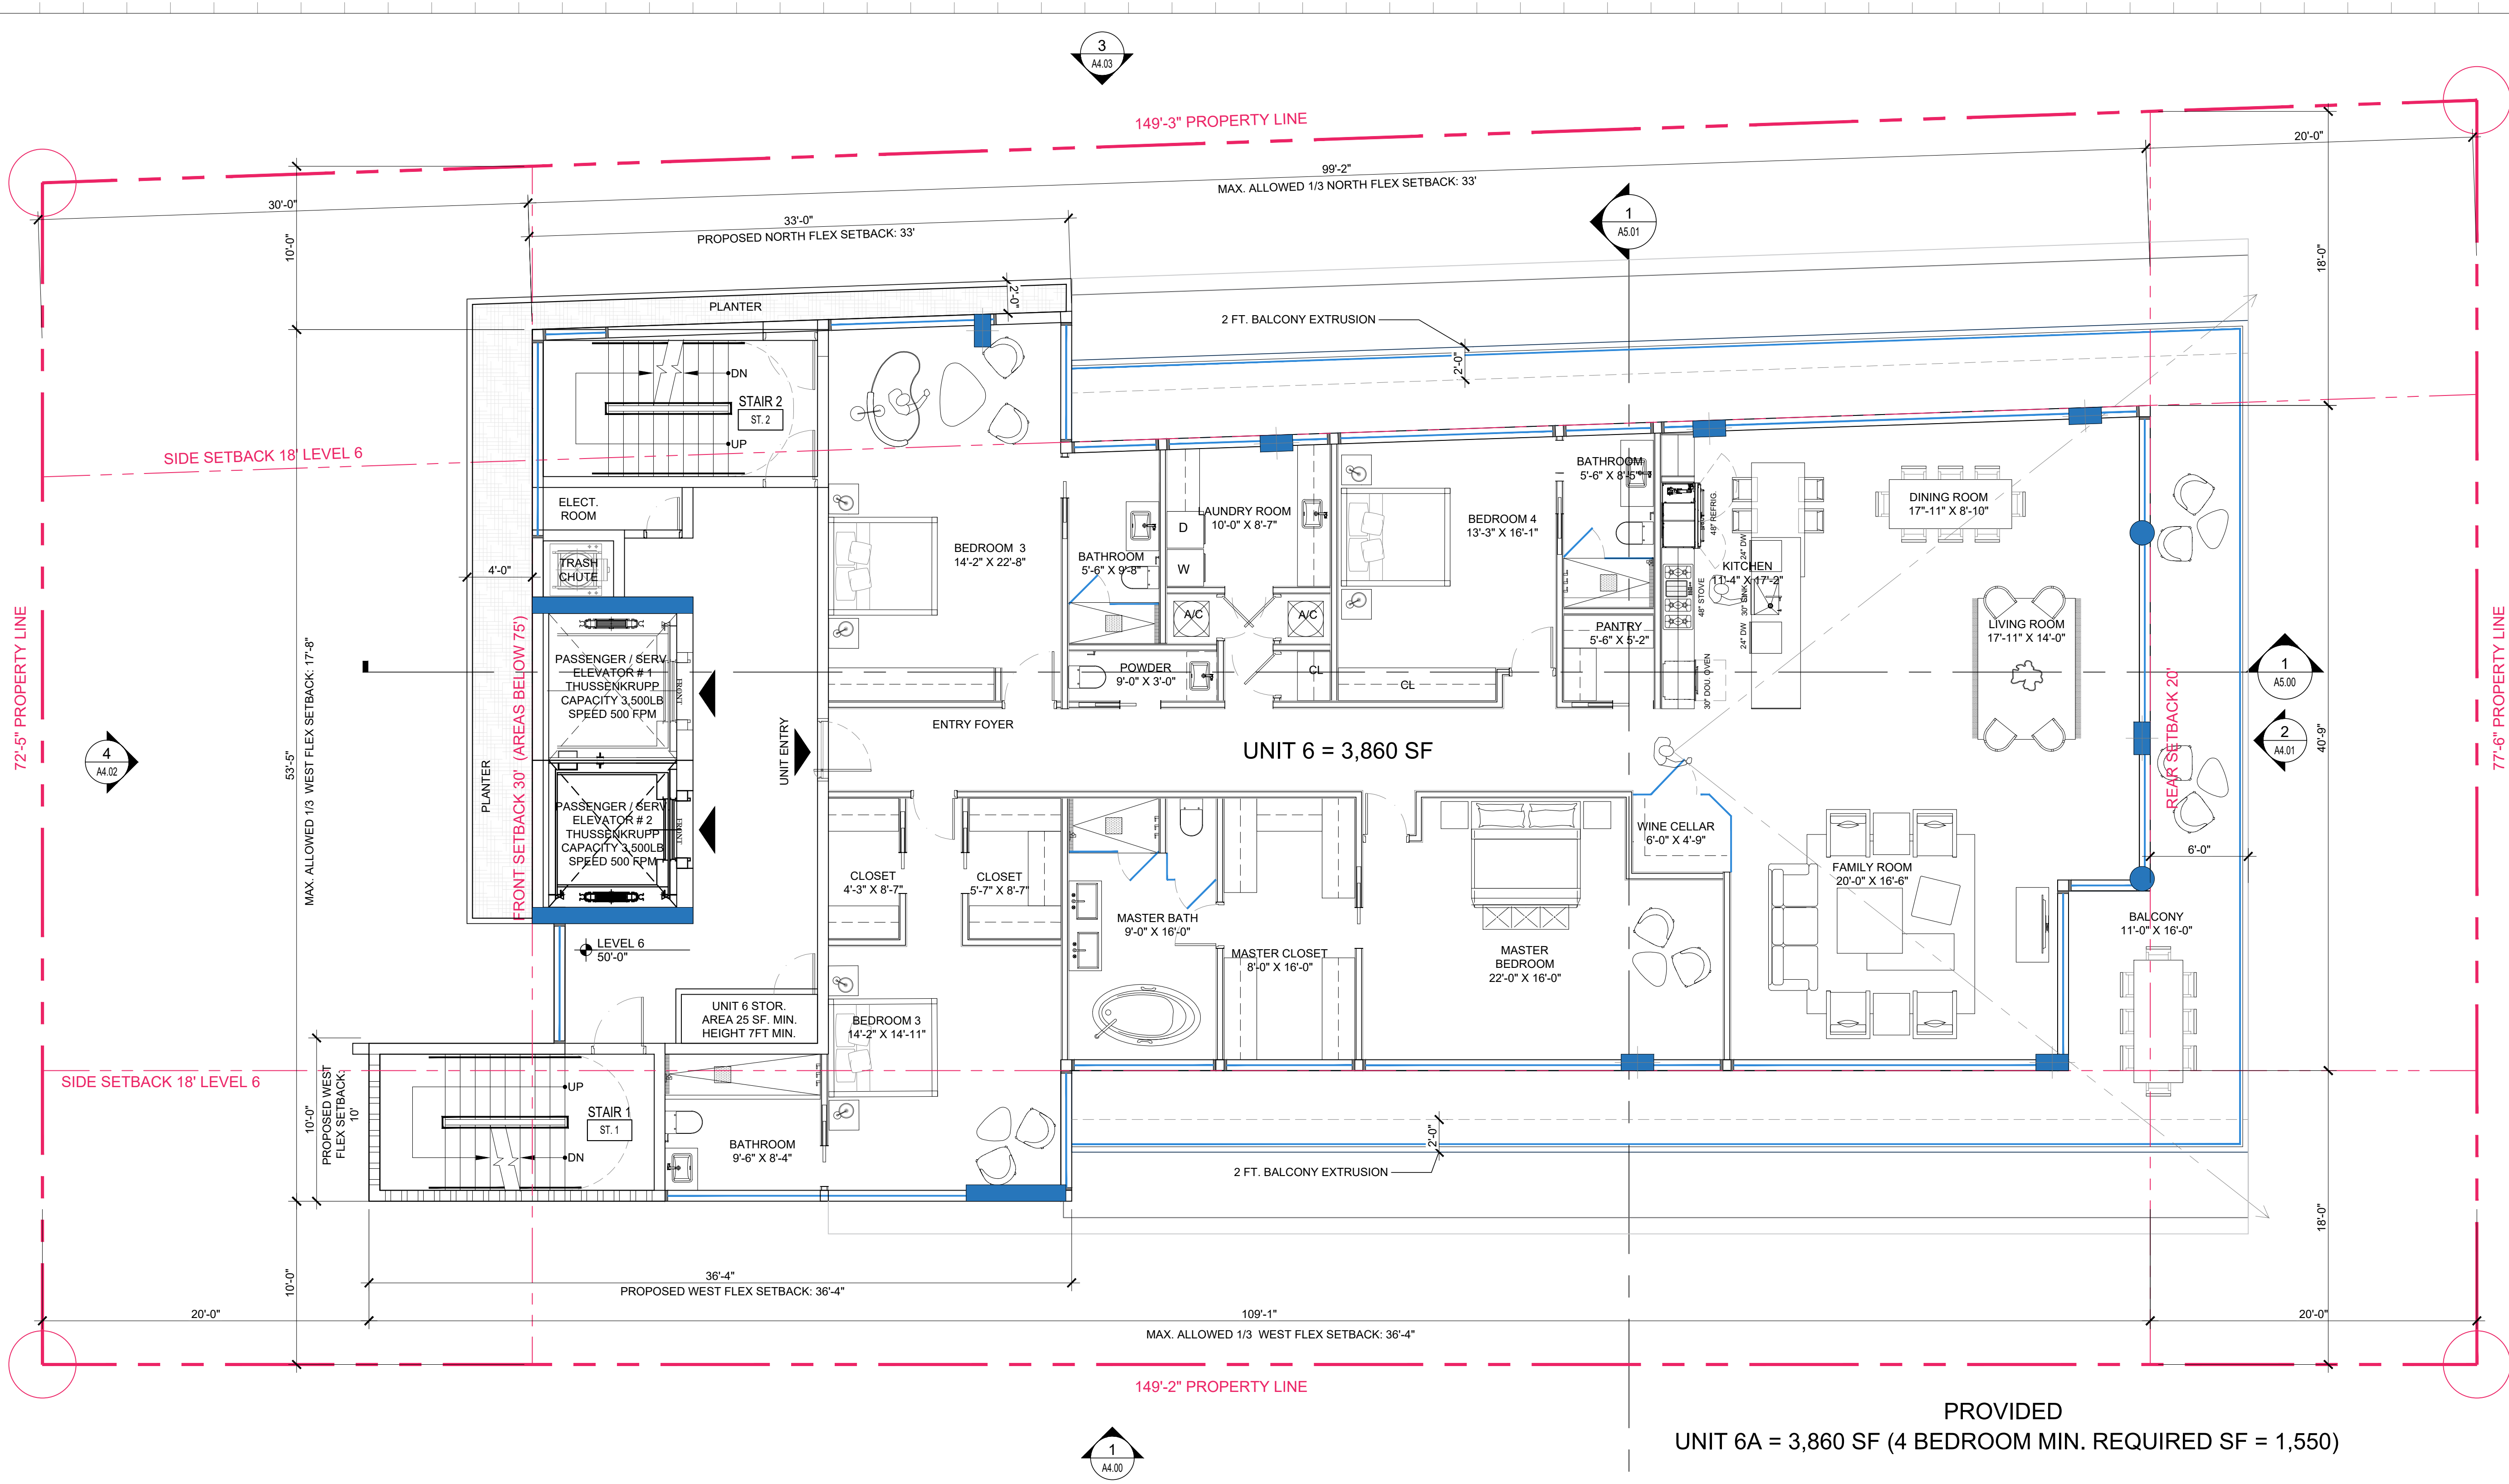 3
A4.03
149'-3" PROPERTY LINE
20'-0"
99'-2"
MAX. ALLOWED 1/3 NORTH FLEX SETBACK: 33'
30'-0"
33'-0"
PROPOSED NORTH FLEX SETBACK: 33'
1
A5.01
10'-0"
18'-0"
2'-0"
PLANTER
2 FT. BALCONY EXTRUSION
2'-0"
DN
STAIR 2
ST. 2
UP
SIDE SETBACK 18' LEVEL 6
BATHROOM
5'-6" X 8'-5"
ELECT.
ROOM
LAUNDRY ROOM
10'-0" X 8'-7"
D
W
BEDROOM 4
13'-3" X 16'-1"
48" REFRIG.
DINING ROOM
17"-11" X 8'-10"
BEDROOM  3
14'-2" X 22'-8"
BATHROOM
5'-6" X 9'-8"
TRASH
CHUTE
4'-0"
24" DW
KITCHEN
11'-4" X 17'-2"
48" STOVE
30" SINK
24" DW
A/C
A/C
LIVING ROOM
17'-11" X 14'-0"
PANTRY
5'-6" X 5'-2"
PASSENGER / SERV.
ELEVATOR # 1
THUSSENKRUPP
CAPACITY 3,500LB
SPEED 500 FPM
FRONT
POWDER
9'-0" X 3'-0"
CL
CL
30" DOU. OVEN
1
A5.00
72'-5" PROPERTY LINE
77'-6" PROPERTY LINE
53'-5"
MAX. ALLOWED 1/3  WEST FLEX SETBACK: 17'-8"
FRONT SETBACK 30'  (AREAS BELOW 75')
REAR SETBACK 20'
40'-9"
ENTRY FOYER
UNIT ENTRY
UNIT 6 = 3,860 SF
4
A4.02
2
A4.01
PLANTER
PASSENGER / SERV.
ELEVATOR # 2
THUSSENKRUPP
CAPACITY 3,500LB
SPEED 500 FPM
FRONT
WINE CELLAR
6'-0" X 4'-9"
6'-0"
CLOSET
4'-3" X 8'-7"
CLOSET
5'-7" X 8'-7"
FAMILY ROOM
20'-0" X 16'-6"
MASTER BATH
9'-0" X 16'-0"
BALCONY
11'-0" X 16'-0"
LEVEL 6
50'-0"
MASTER CLOSET
8'-0" X 16'-0"
MASTER
BEDROOM
22'-0" X 16'-0"
UNIT 6 STOR.
AREA 25 SF. MIN.
HEIGHT 7FT MIN.
BEDROOM 3
14'-2" X 14'-11"
SIDE SETBACK 18' LEVEL 6
10'-0"
PROPOSED WEST
FLEX SETBACK:
10'
UP
STAIR 1
ST. 1
DN
BATHROOM
9'-6" X 8'-4"
2'-0"
2 FT. BALCONY EXTRUSION
18'-0"
10'-0"
36'-4"
PROPOSED WEST FLEX SETBACK: 36'-4"
20'-0"
109'-1"
20'-0"
MAX. ALLOWED 1/3  WEST FLEX SETBACK: 36'-4"
149'-2" PROPERTY LINE
PROVIDED
UNIT 6A = 3,860 SF (4 BEDROOM MIN. REQUIRED SF = 1,550)
1
A4.00